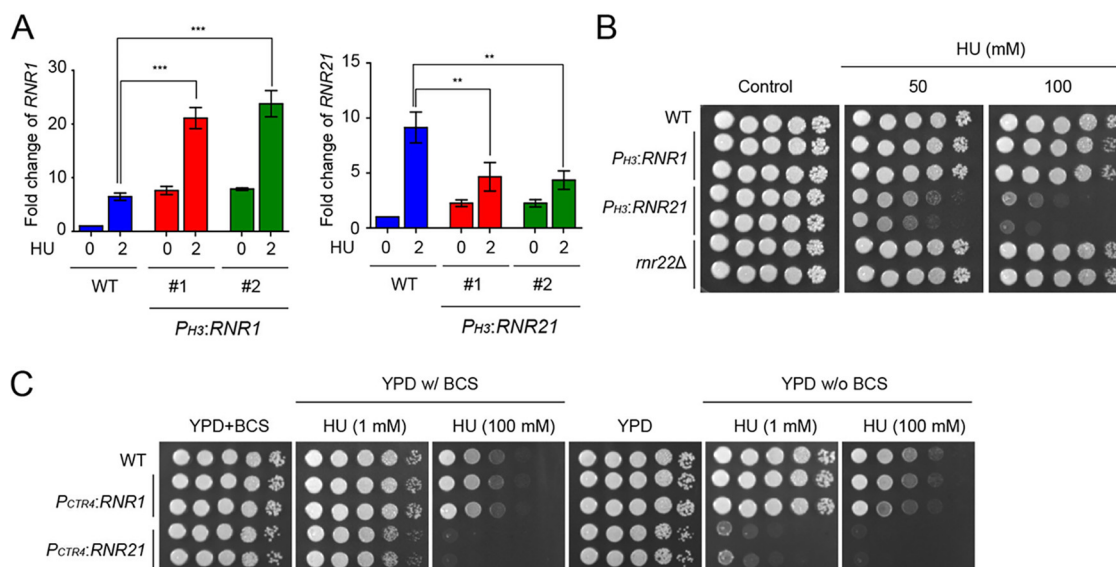 A
Fold change of RNR1
30
20
10
0
***
***
HU 0 2 0 2 0 2
WT #1 #2
PH3:RNR1
Fold change of RNR21
15
10
5
0
**
**
HU 0 2 0 2 0 2
WT #1 #2
PH3:RNR21
B
HU (mM)
Control 50 100
WT
PH3:RNR1
PH3:RNR21
rnr22Δ
C
YPD w/ BCS YPD w/o BCS
YPD+BCS HU (1 mM) HU (100 mM) YPD HU (1 mM) HU (100 mM)
WT
PCTR4:RNR1
PCTR4:RNR21